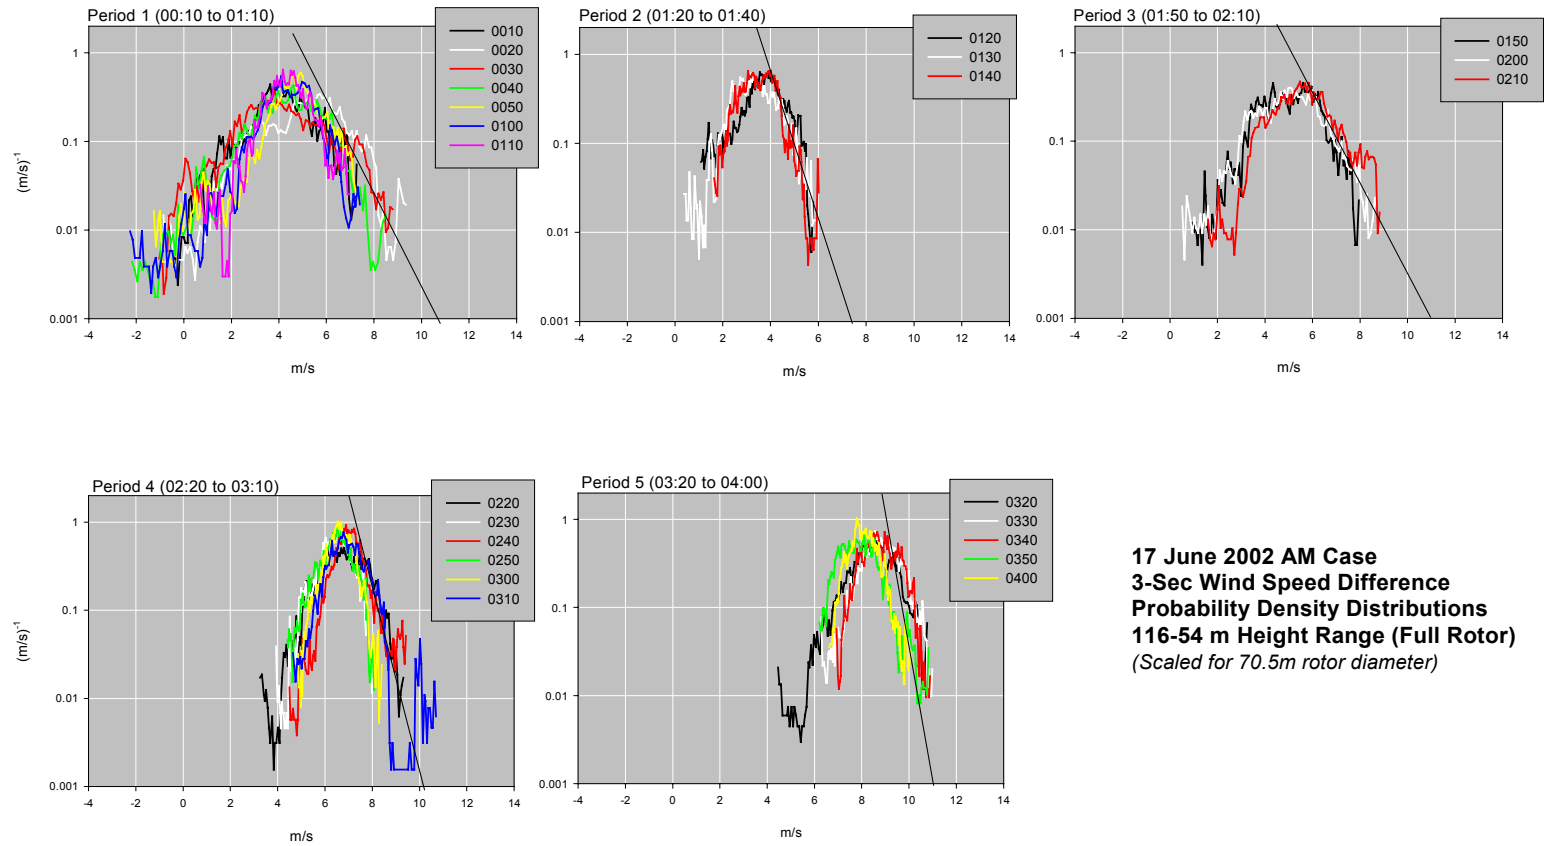 Period 1 (00:10 to 01:10)
(m/s)-1
1
0.1
0.01
0.001
-4 -2 0 2 4 6 8 10 12 14
m/s
0010
0020
0030
0040
0050
0100
0110
Period 2 (01:20 to 01:40)
1
0.1
0.01
0.001
-4 -2 0 2 4 6 8 10 12 14
m/s
0120
0130
0140
Period 3 (01:50 to 02:10)
1
0.1
0.01
0.001
-4 -2 0 2 4 6 8 10 12 14
m/s
0150
0200
0210
Period 4 (02:20 to 03:10)
(m/s)-1
1
0.1
0.01
0.001
-4 -2 0 2 4 6 8 10 12 14
m/s
0220
0230
0240
0250
0300
0310
Period 5 (03:20 to 04:00)
1
0.1
0.01
0.001
-4 -2 0 2 4 6 8 10 12 14
m/s
0320
0330
0340
0350
0400
17 June 2002 AM Case
3-Sec Wind Speed Difference
Probability Density Distributions
116-54 m Height Range (Full Rotor)
(Scaled for 70.5m rotor diameter)